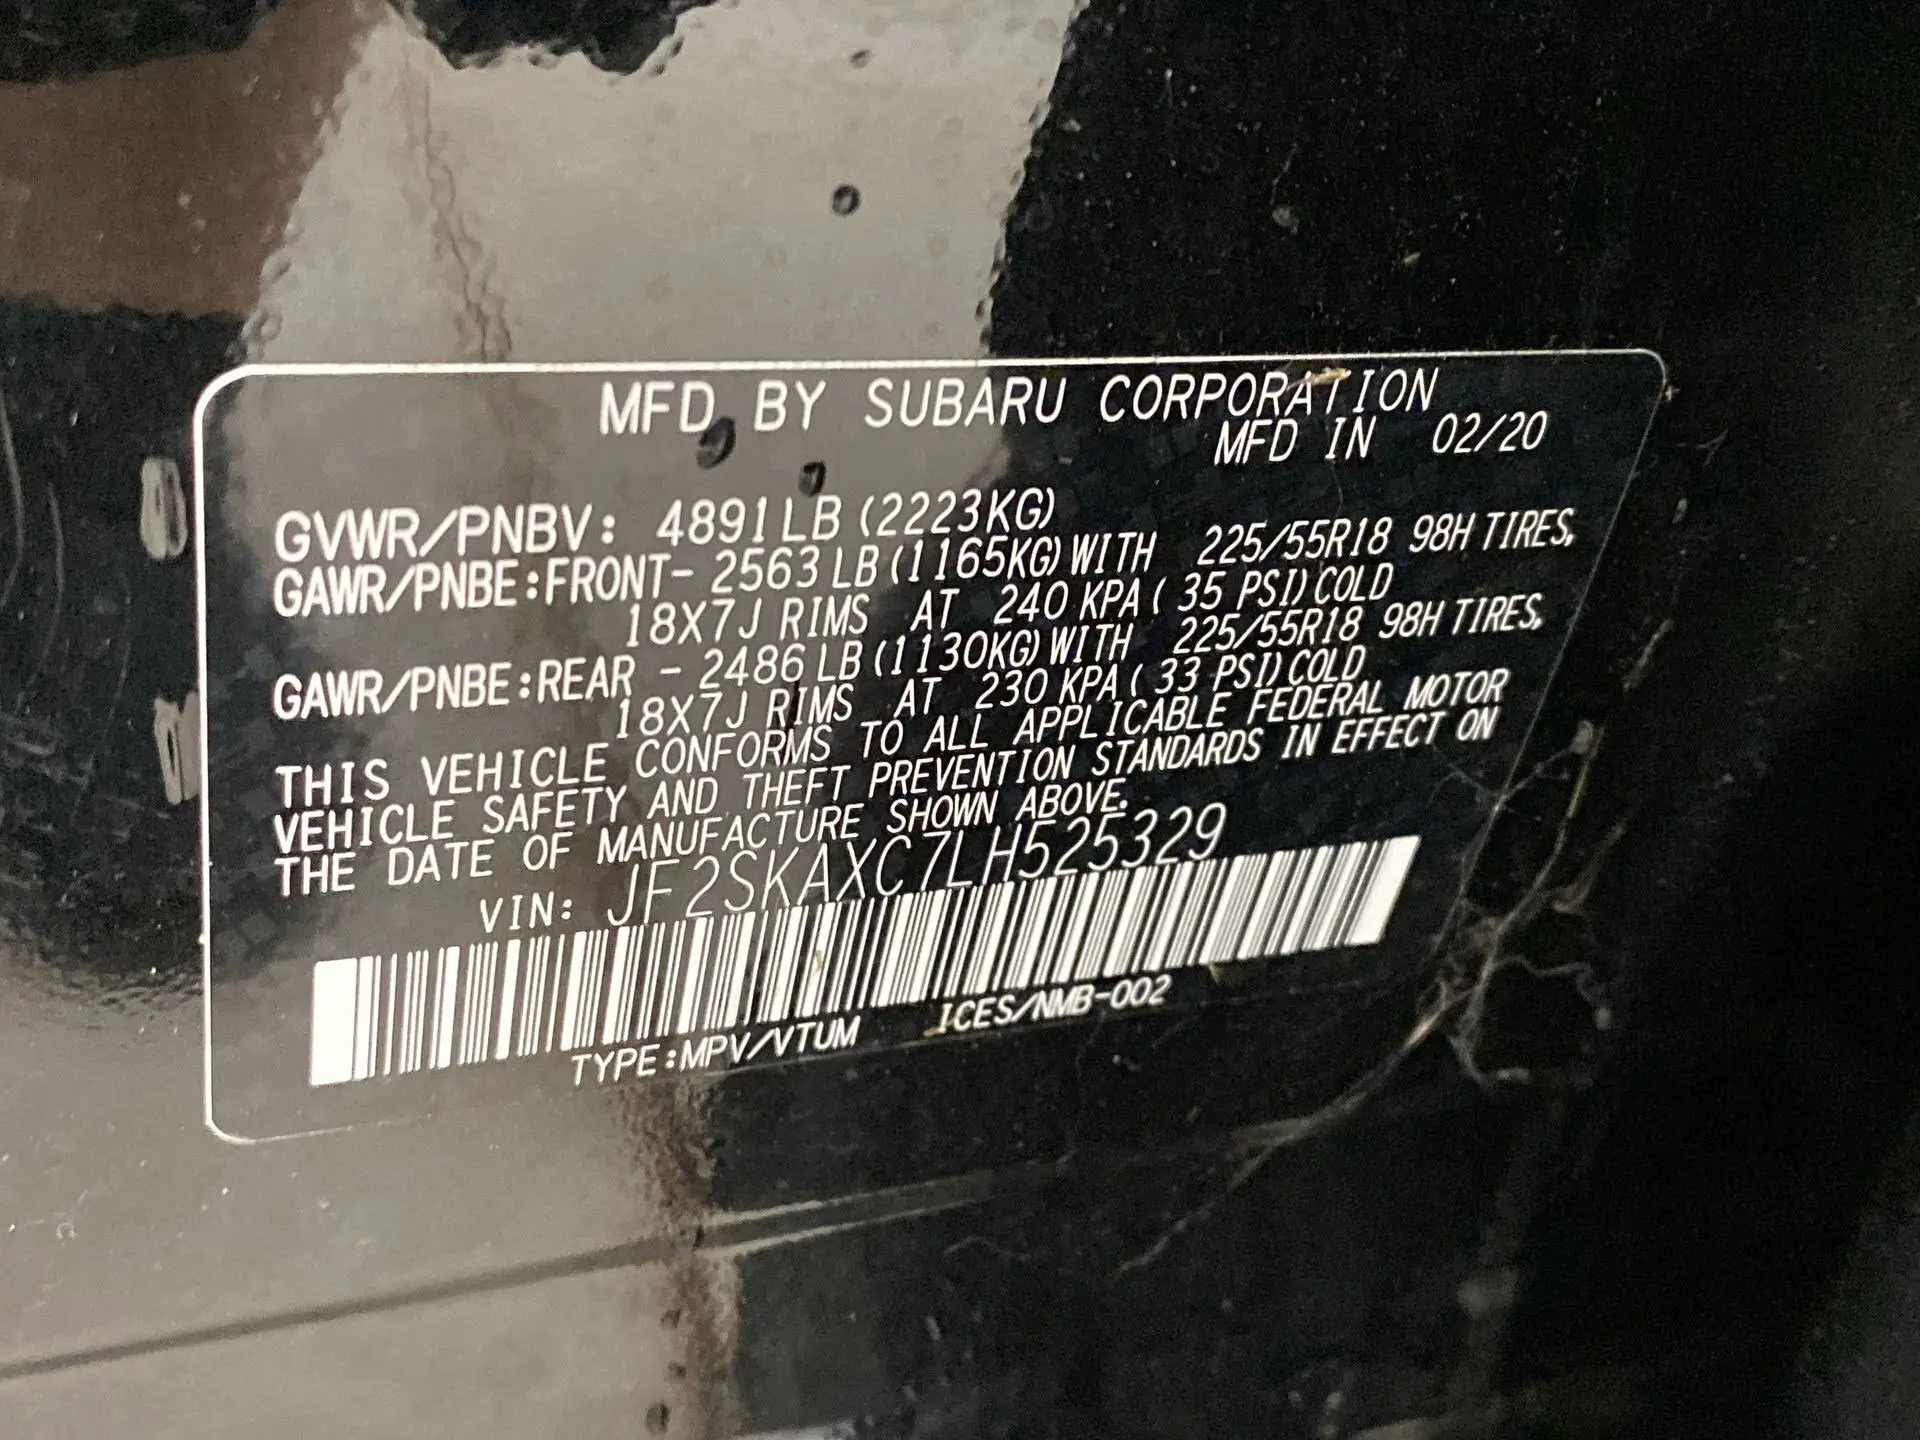 MFD BY SUBARU CORPORATION
MFD IN 02/20
GVWR/PNBV: 4891LB (2223KG)
GAWR/PNBE:FRONT- 2563 LB (1165KG) WITH 225/55R18 98H TIRES,
18X7J RIMS AT 240 KPA ( 35 PSI) COLD
GAWR/PNBE:REAR - 2486 LB (1130KG) WITH 225/55R18 98H TIRES,
18X7J RIMS AT 230 KPA ( 33 PSI) COLD
THIS VEHICLE CONFORMS TO ALL APPLICABLE FEDERAL MOTOR
VEHICLE SAFETY AND THEFT PREVENTION STANDARDS IN EFFECT ON
THE DATE OF MANUFACTURE SHOWN ABOVE.
VIN: JF2SKAXC7LH525329
TYPE:MPV/VTUM ICES/NMB-002